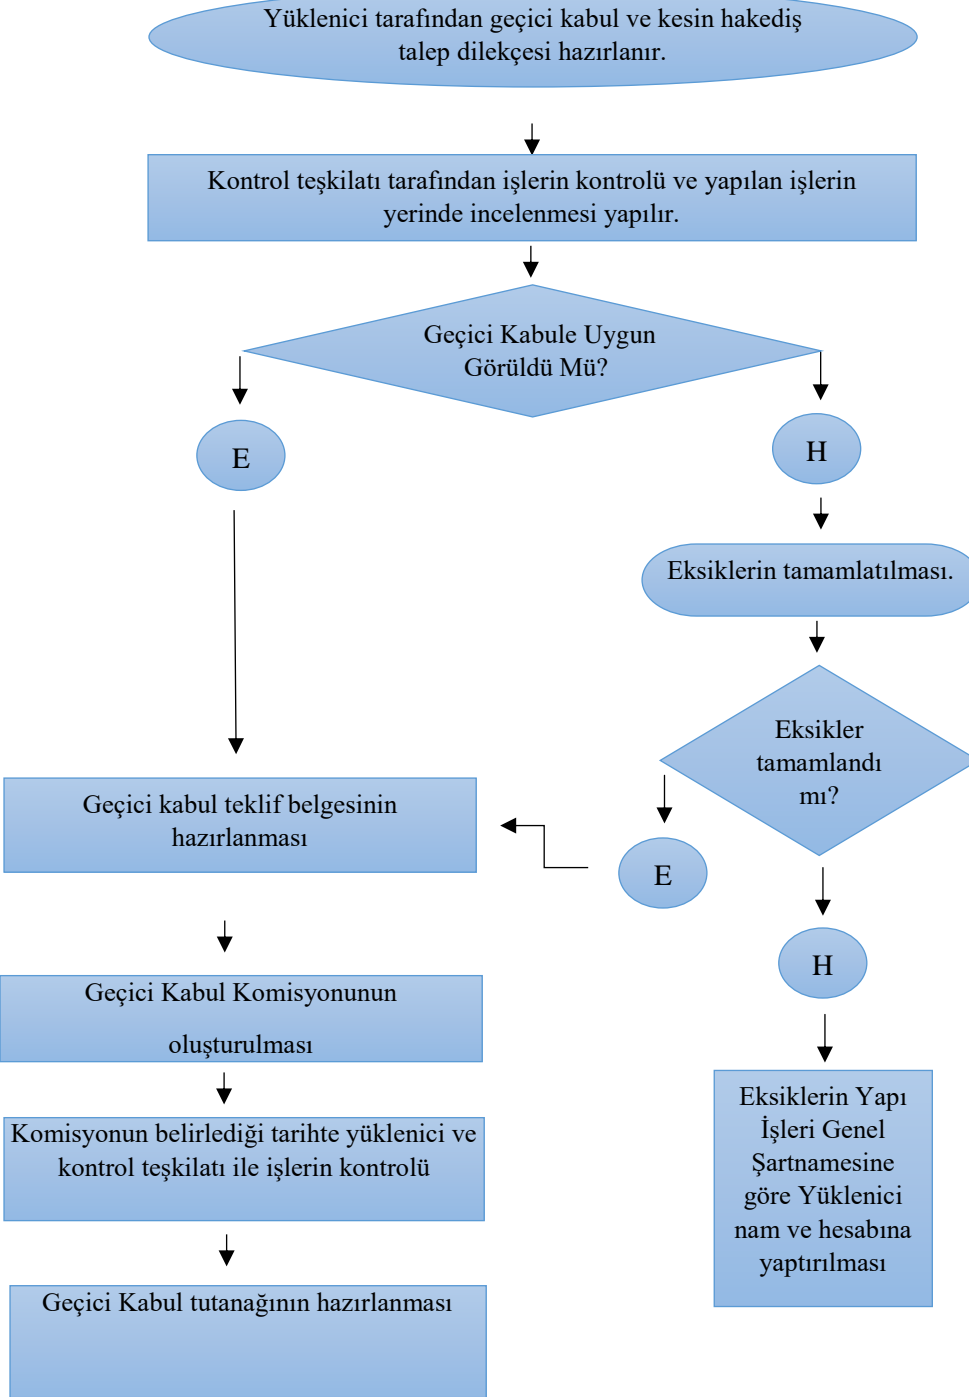 Yüklenici tarafından geçici kabul ve kesin hakediş
talep dilekçesi hazırlanır.
Kontrol teşkilatı tarafından işlerin kontrolü ve yapılan işlerin
yerinde incelenmesi yapılır.
Geçici Kabule Uygun
Görüldü Mü?
E
H
Eksiklerin tamamlatılması.
Eksikler
tamamlandı
mı?
Geçici kabul teklif belgesinin
hazırlanması
E
H
Geçici Kabul Komisyonunun
oluşturulması
Komisyonun belirlediği tarihte yüklenici ve
kontrol teşkilatı ile işlerin kontrolü
Eksiklerin Yapı
İşleri Genel
Şartnamesine
göre Yüklenici
nam ve hesabına
yaptırılması
Geçici Kabul tutanağının hazırlanması